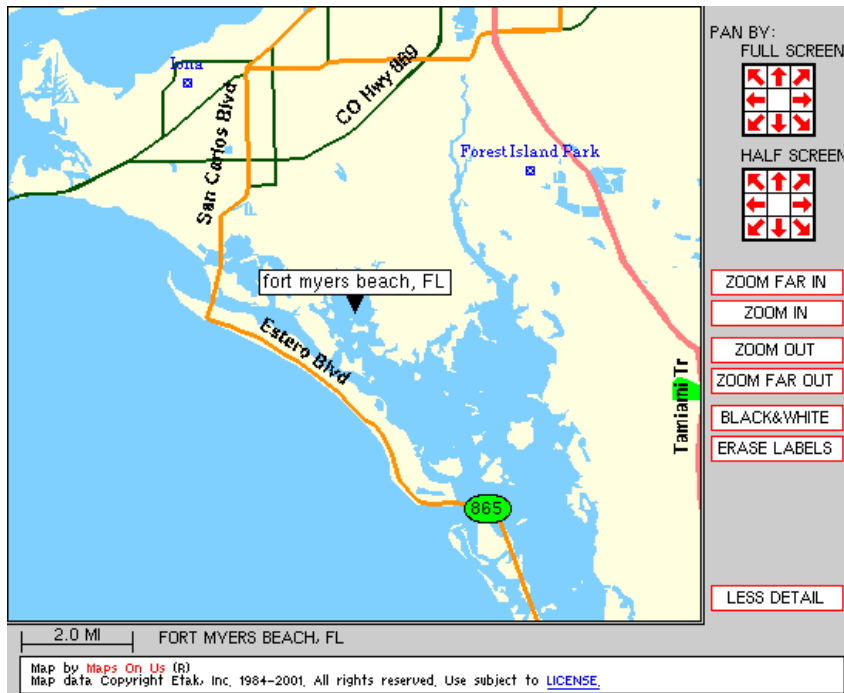 PAN BY:
FULL SCREEN
HALF SCREEN
Iona
CO Hwy 869
San Carlos Blvd
Forest Island Park
fort myers beach, FL
Estero Blvd
Tamiami Tr
865
ZOOM FAR IN
ZOOM IN
ZOOM OUT
ZOOM FAR OUT
BLACK&WHITE
ERASE LABELS
LESS DETAIL
2.0 MI
FORT MYERS BEACH, FL
Map by Maps On Us (R)
Map data Copyright Etak, Inc. 1984-2001. All rights reserved. Use subject to LICENSE.